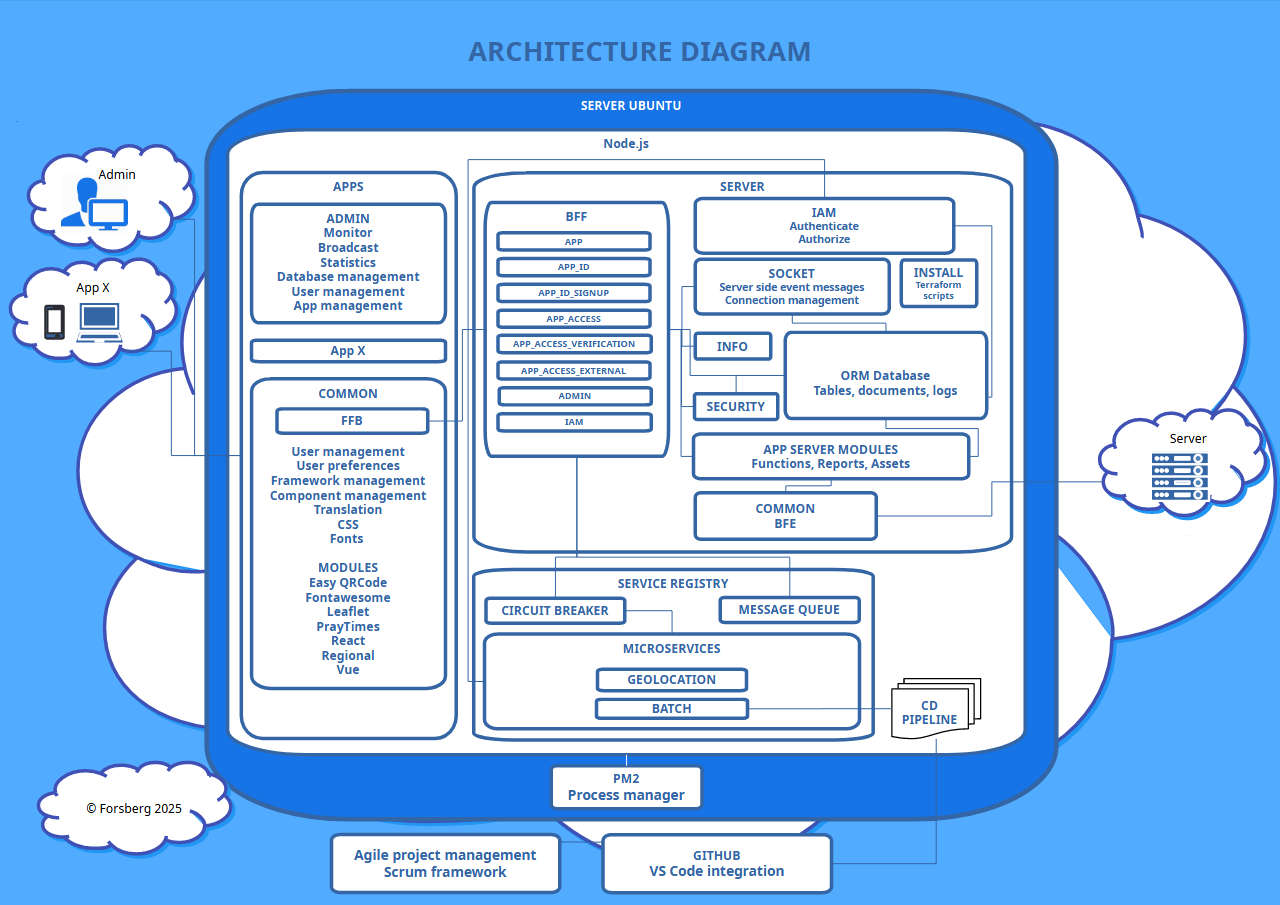 ARCHITECTURE DIAGRAM
SERVER UBUNTU
Node.js
Admin
App X
APPS
ADMIN
Monitor
Broadcast
Statistics
Database management
User management
App management
App X
COMMON
FFB
User management
User preferences
Framework management
Component management
Translation
CSS
Fonts
MODULES
Easy QRCode
Fontawesome
Leaflet
PrayTimes
React
Regional
Vue
SERVER
BFF
APP
APP_ID
APP_ID_SIGNUP
APP_ACCESS
APP_ACCESS_VERIFICATION
APP_ACCESS_EXTERNAL
ADMIN
IAM
IAM
Authenticate
Authorize
SOCKET
Server side event messages
Connection management
INSTALL
Terraform
scripts
INFO
SECURITY
ORM Database
Tables, documents, logs
APP SERVER MODULES
Functions, Reports, Assets
COMMON
BFE
Server
SERVICE REGISTRY
CIRCUIT BREAKER
MESSAGE QUEUE
MICROSERVICES
GEOLOCATION
BATCH
CD
PIPELINE
PM2
Process manager
© Forsberg 2025
Agile project management
Scrum framework
GITHUB
VS Code integration